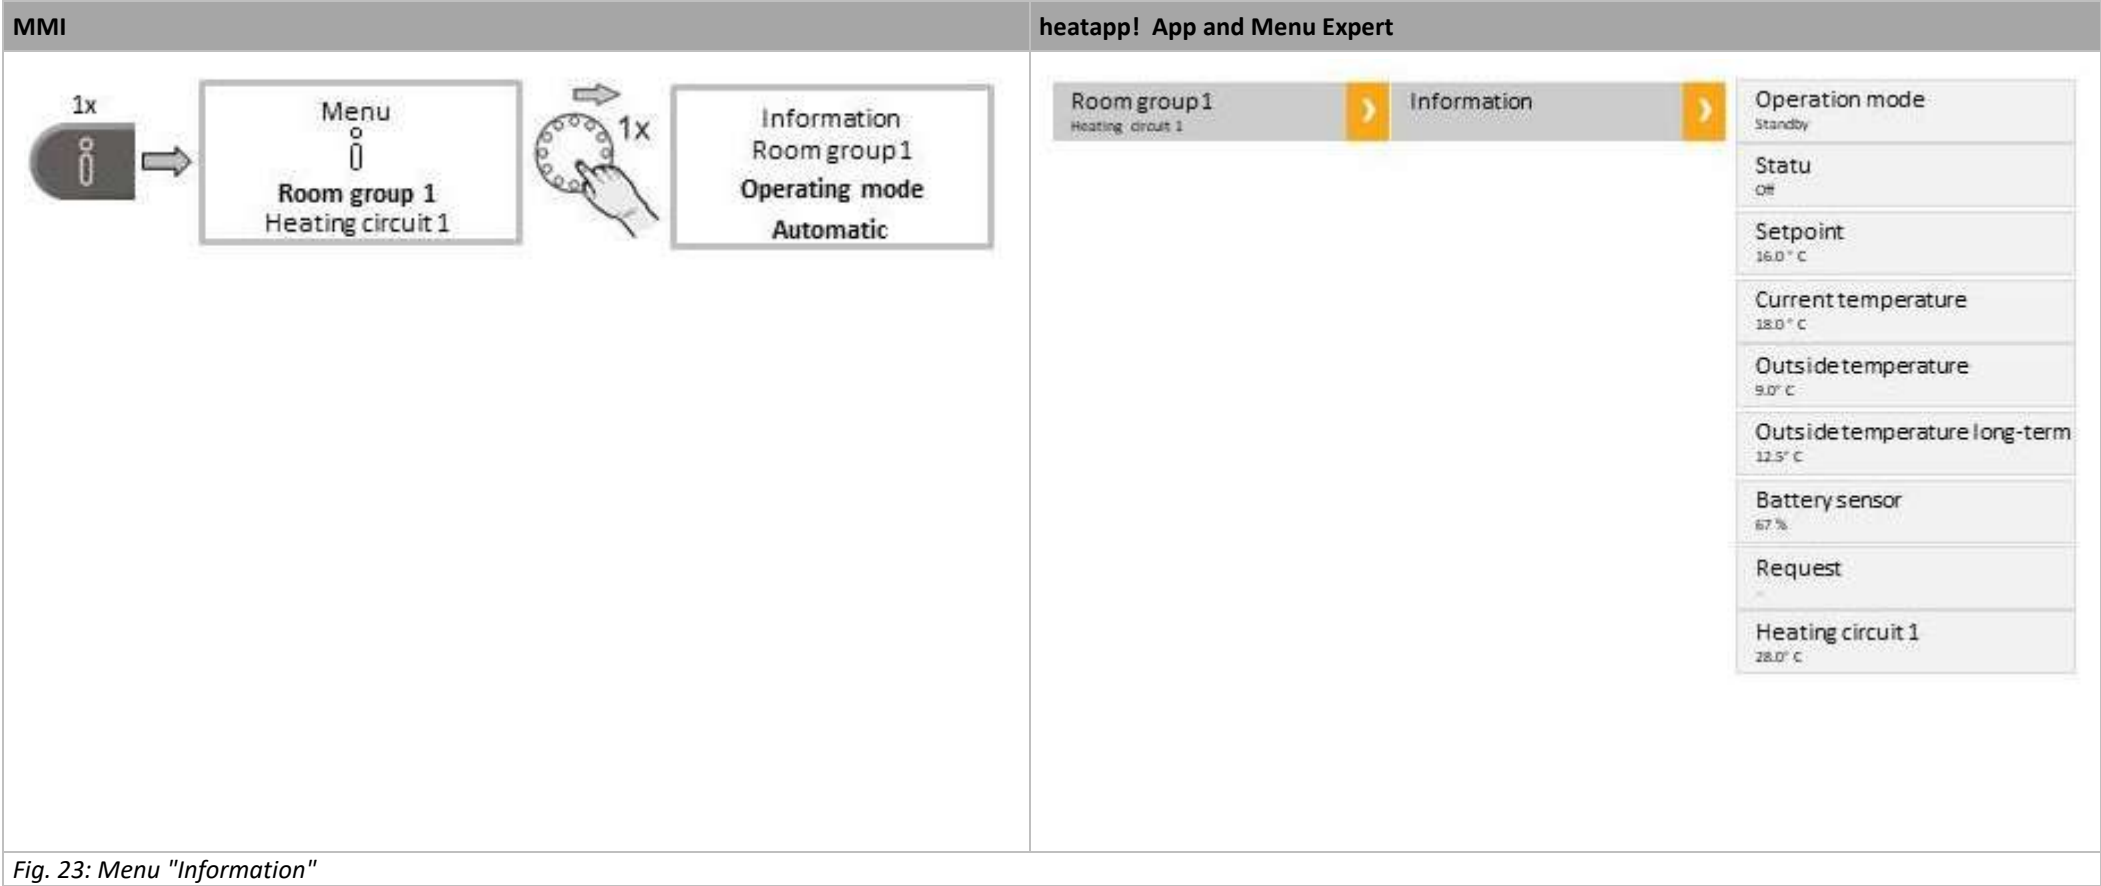 MMI
heatapp!  App and Menu Expert
1x
Menu
Room group 1
Heating circuit 1
1x
Information
Room group 1
Operating mode
Automatic
Room group 1
Heating circuit 1
Information
Operation mode
Standby
Statu
Off
Setpoint
16.0 ° C
Current temperature
18.0 ° C
Outside temperature
9.0° C
Outside temperature long-term
12.5° C
Battery sensor
67 %
Request
Heating circuit 1
28.0° C
Fig. 23: Menu "Information"